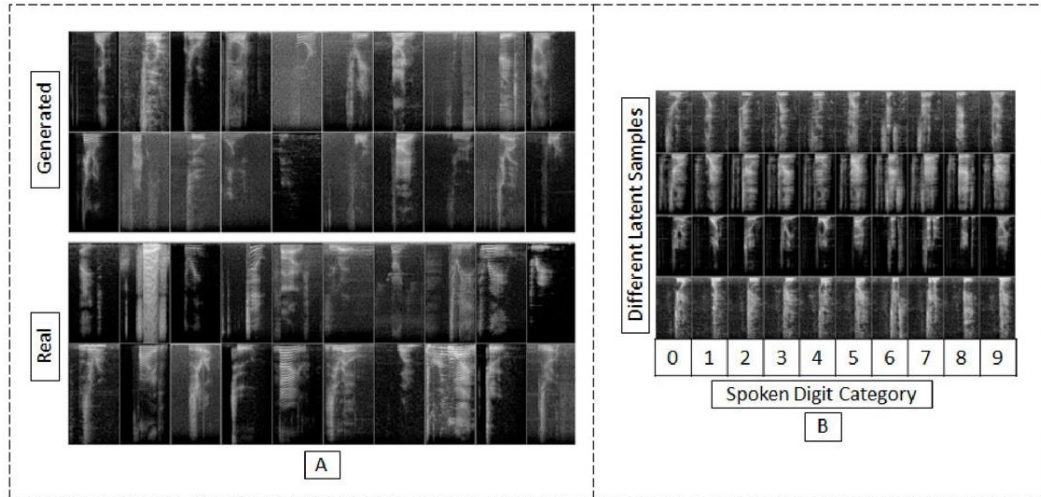 Generated
Real
A
Different Latent Samples
0 1 2 3 4 5 6 7 8 9
Spoken Digit Category
B